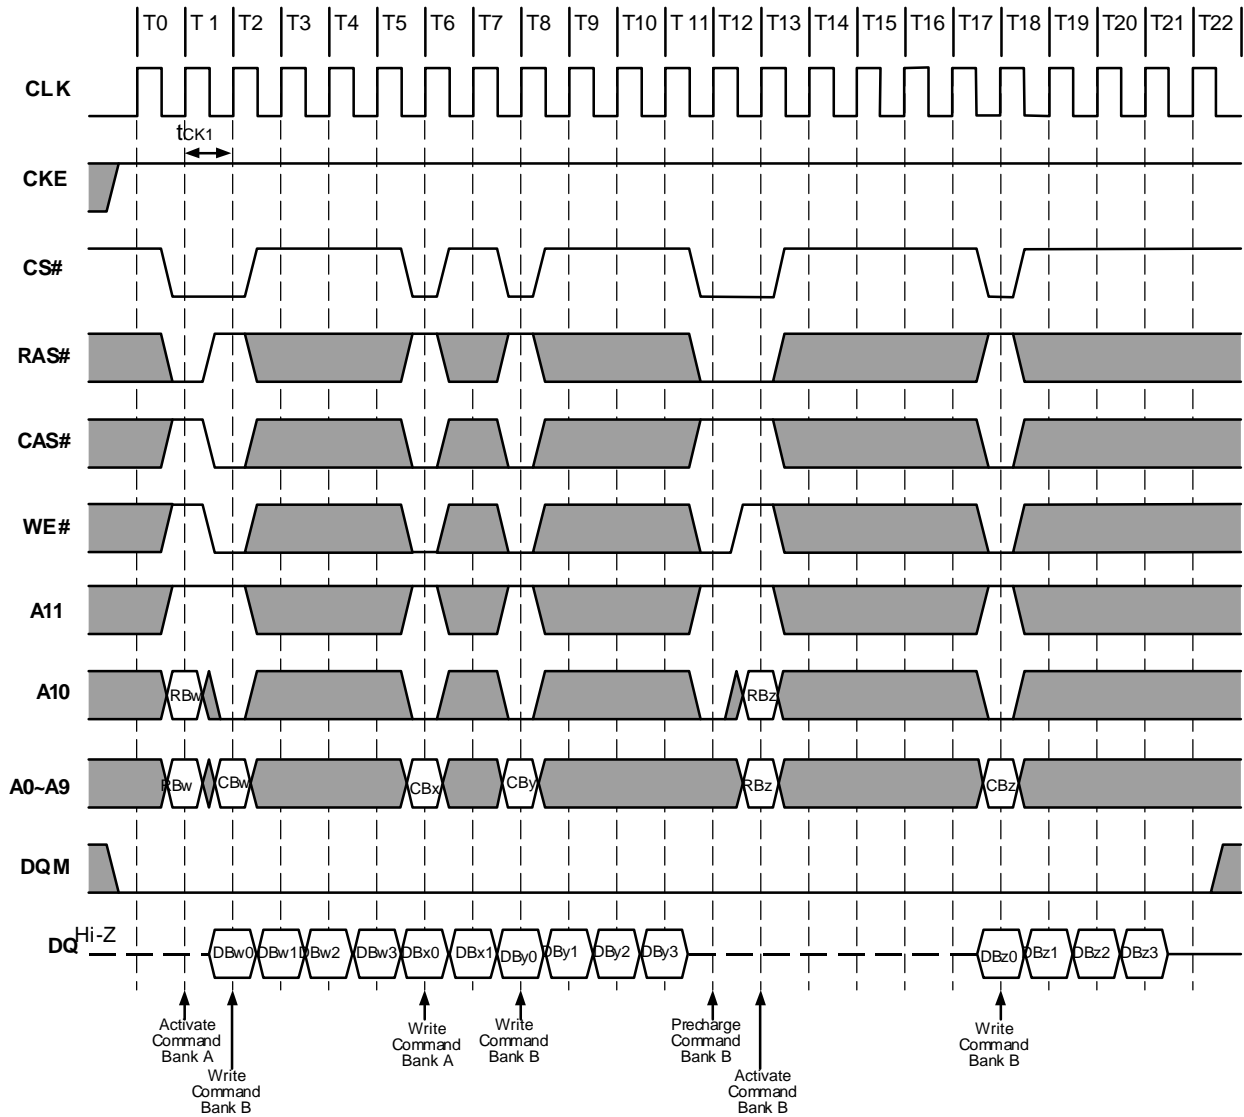 T0 T 1 T2 T3 T4 T5 T6 T7 T8 T9 T10 T 11 T12 T13 T14 T15 T16 T17 T18 T19 T20 T21 T22
CLK
tCK1
CKE
CS#
RAS#
CAS#
WE#
A11
A10 RBw RBz
A0~A9 RBw CBw CBx CBy RBz CBz
DQM
DQ Hi-Z DBw0 DBw1 DBw2 DBw3 DBx0 DBx1 DBy0 DBy1 DBy2 DBy3 DBz0 DBz1 DBz2 DBz3
Activate
Command
Bank A
Write
Command
Bank B
Write
Command
Bank A
Write
Command
Bank B
Precharge
Command
Bank B
Activate
Command
Bank B
Write
Command
Bank B